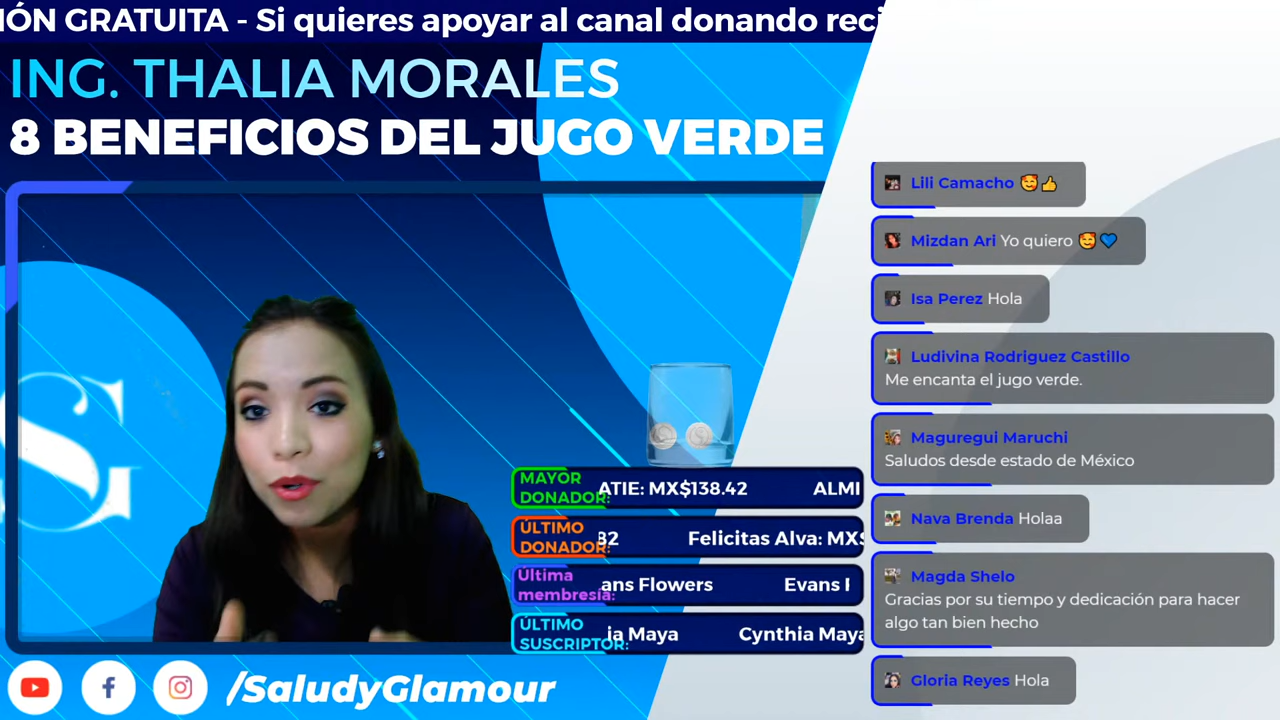 IÓN GRATUITA - Si quieres apoyar al canal donando reci
ING. THALIA MORALES
8 BENEFICIOS DEL JUGO VERDE
S
MAYOR
DONADOR:
ATIE: MX$138.42 ALMI
ÚLTIMO
DONADOR:
32 Felicitas Alva: MX$
Última
membresía:
ans Flowers Evans F
ÚLTIMO
SUSCRIPTOR:
ia Maya Cynthia Maya
/SaludyGlamour
Lili Camacho 🥰👍
Mizdan Ari Yo quiero 🥰💙
Isa Perez Hola
Ludivina Rodriguez Castillo
Me encanta el jugo verde.
Maguregui Maruchi
Saludos desde estado de México
Nava Brenda Holaa
Magda Shelo
Gracias por su tiempo y dedicación para hacer
algo tan bien hecho
Gloria Reyes Hola